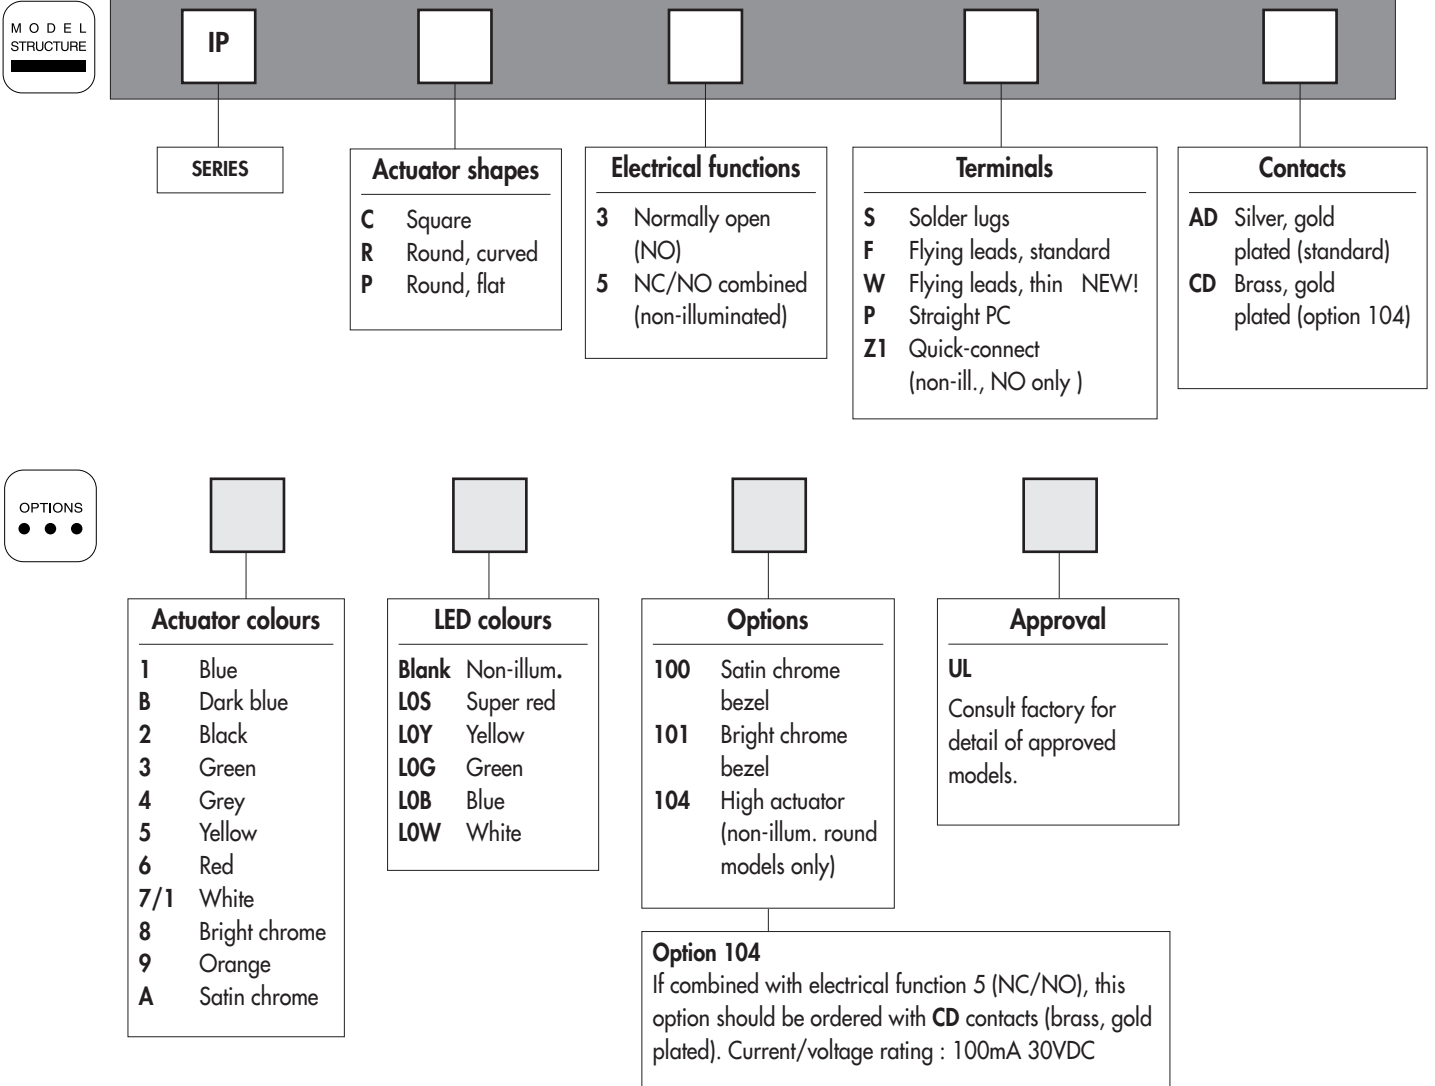 MODEL
STRUCTURE
IP
SERIES
Actuator shapes
C Square
R Round, curved
P Round, flat
Electrical functions
3 Normally open
(NO)
5 NC/NO combined
(non-illuminated)
Terminals
S Solder lugs
F Flying leads, standard
W Flying leads, thin NEW!
P Straight PC
Z1 Quick-connect
(non-ill., NO only )
Contacts
AD Silver, gold
plated (standard)
CD Brass, gold
plated (option 104)
OPTIONS
Actuator colours
1 Blue
B Dark blue
2 Black
3 Green
4 Grey
5 Yellow
6 Red
7/1 White
8 Bright chrome
9 Orange
A Satin chrome
LED colours
Blank Non-illum.
L0S Super red
L0Y Yellow
L0G Green
L0B Blue
L0W White
Options
100 Satin chrome
bezel
101 Bright chrome
bezel
104 High actuator
(non-illum. round
models only)
Approval
UL
Consult factory for
detail of approved
models.
Option 104
If combined with electrical function 5 (NC/NO), this
option should be ordered with CD contacts (brass, gold
plated). Current/voltage rating : 100mA 30VDC